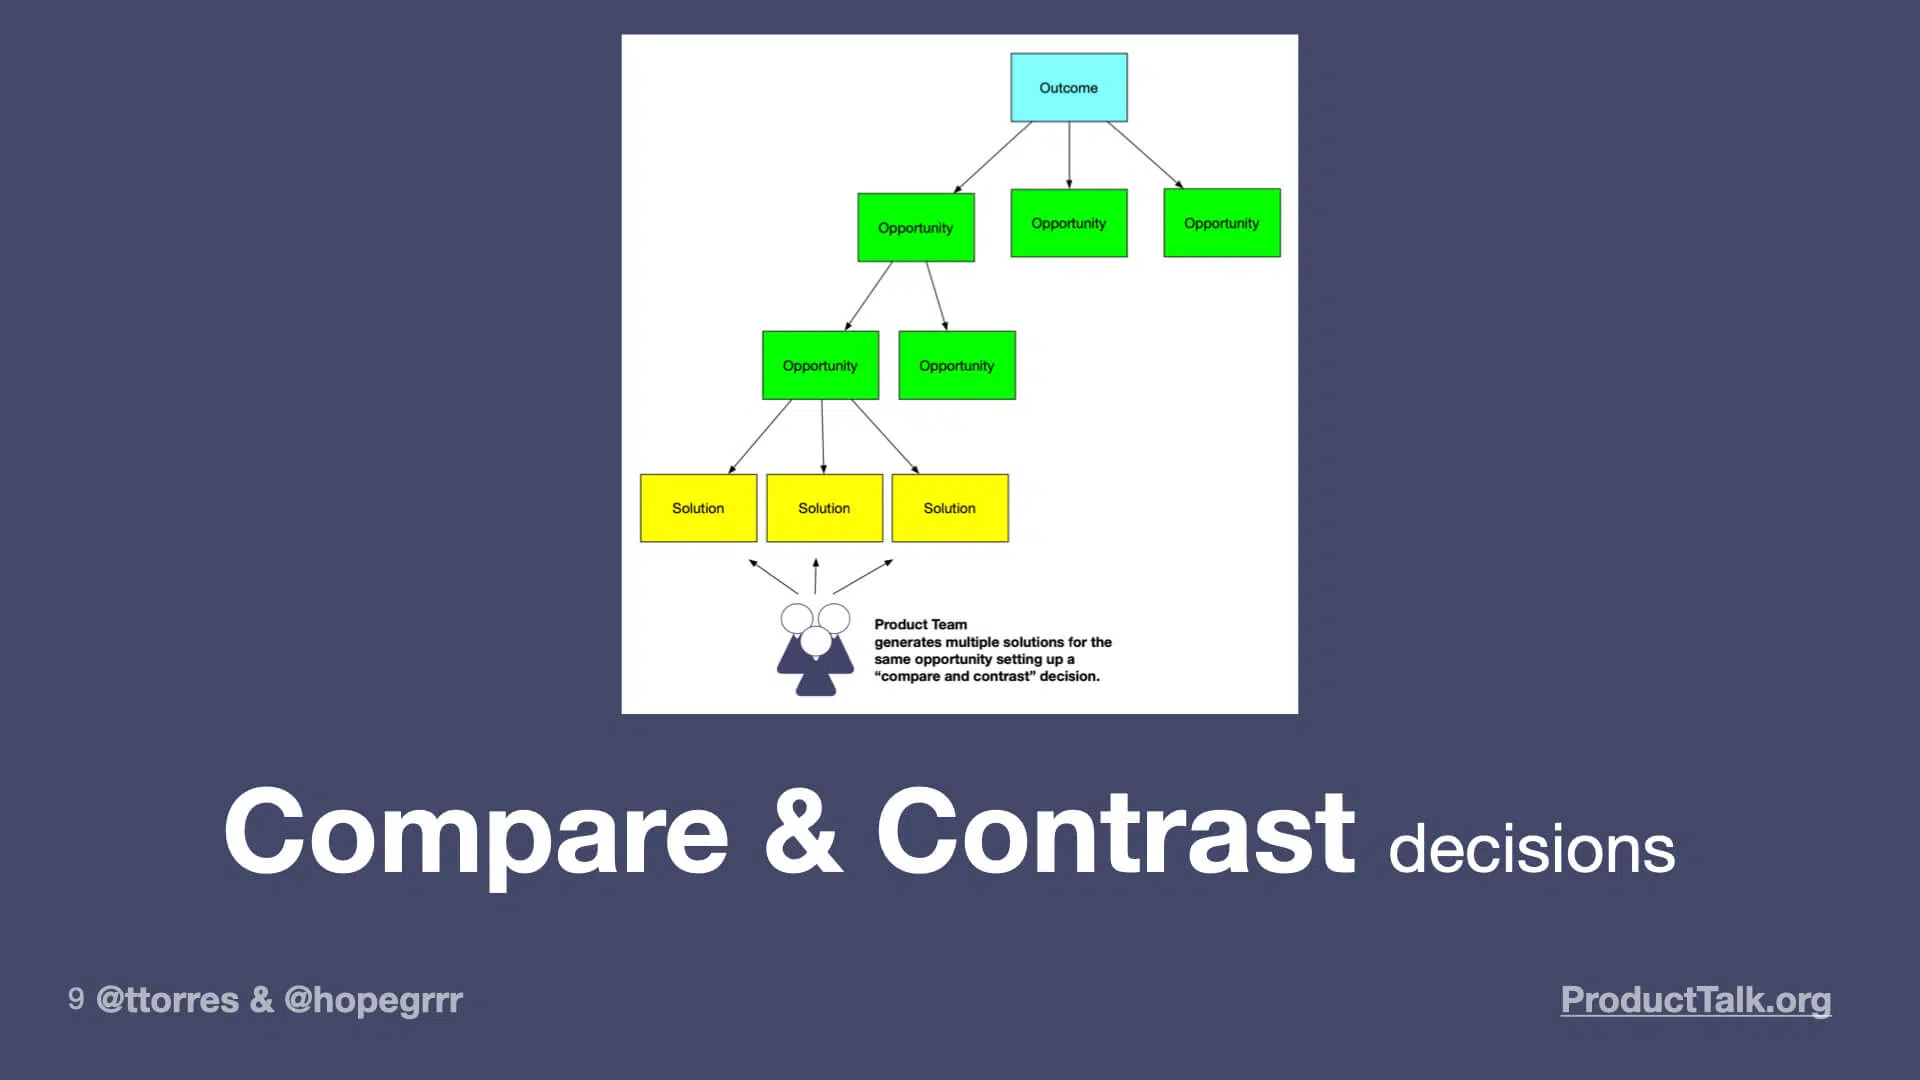 Outcome
Opportunity
Opportunity
Opportunity
Opportunity
Opportunity
Solution
Solution
Solution
Product Team
generates multiple solutions for the
same opportunity setting up a
“compare and contrast” decision.
Compare & Contrast decisions
9 @ttorres & @hopegrrr
ProductTalk.org